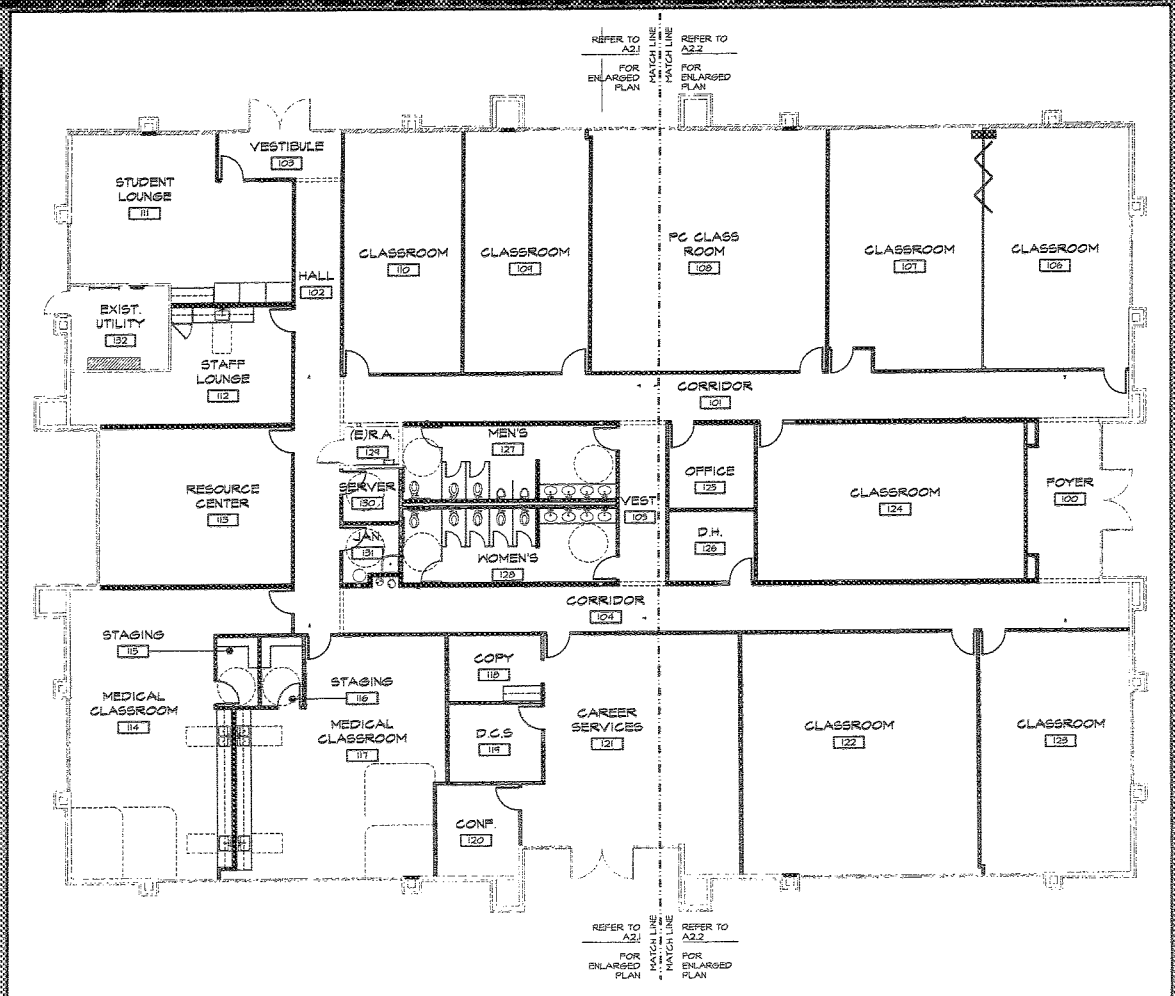 REFER TO
A2.1
FOR
ENLARGED
PLAN
MATCH LINE
MATCH LINE
REFER TO
A2.2
FOR
ENLARGED
PLAN
VESTIBULE
103
STUDENT
LOUNGE
111
HALL
102
CLASSROOM
110
CLASSROOM
109
PC CLASS
ROOM
108
CLASSROOM
107
CLASSROOM
106
EXIST.
UTILITY
132
STAFF
LOUNGE
112
CORRIDOR
101
(E)R.A.
129
MEN'S
127
SERVER
130
VEST
105
OFFICE
125
CLASSROOM
124
FOYER
100
RESOURCE
CENTER
113
JAN.
131
WOMEN'S
128
D.H.
126
CORRIDOR
104
STAGING
115
STAGING
116
MEDICAL
CLASSROOM
114
MEDICAL
CLASSROOM
117
COPY
118
D.C.S
119
CAREER
SERVICES
121
CLASSROOM
122
CLASSROOM
123
CONF.
120
REFER TO
A2.1
FOR
ENLARGED
PLAN
MATCH LINE
MATCH LINE
REFER TO
A2.2
FOR
ENLARGED
PLAN